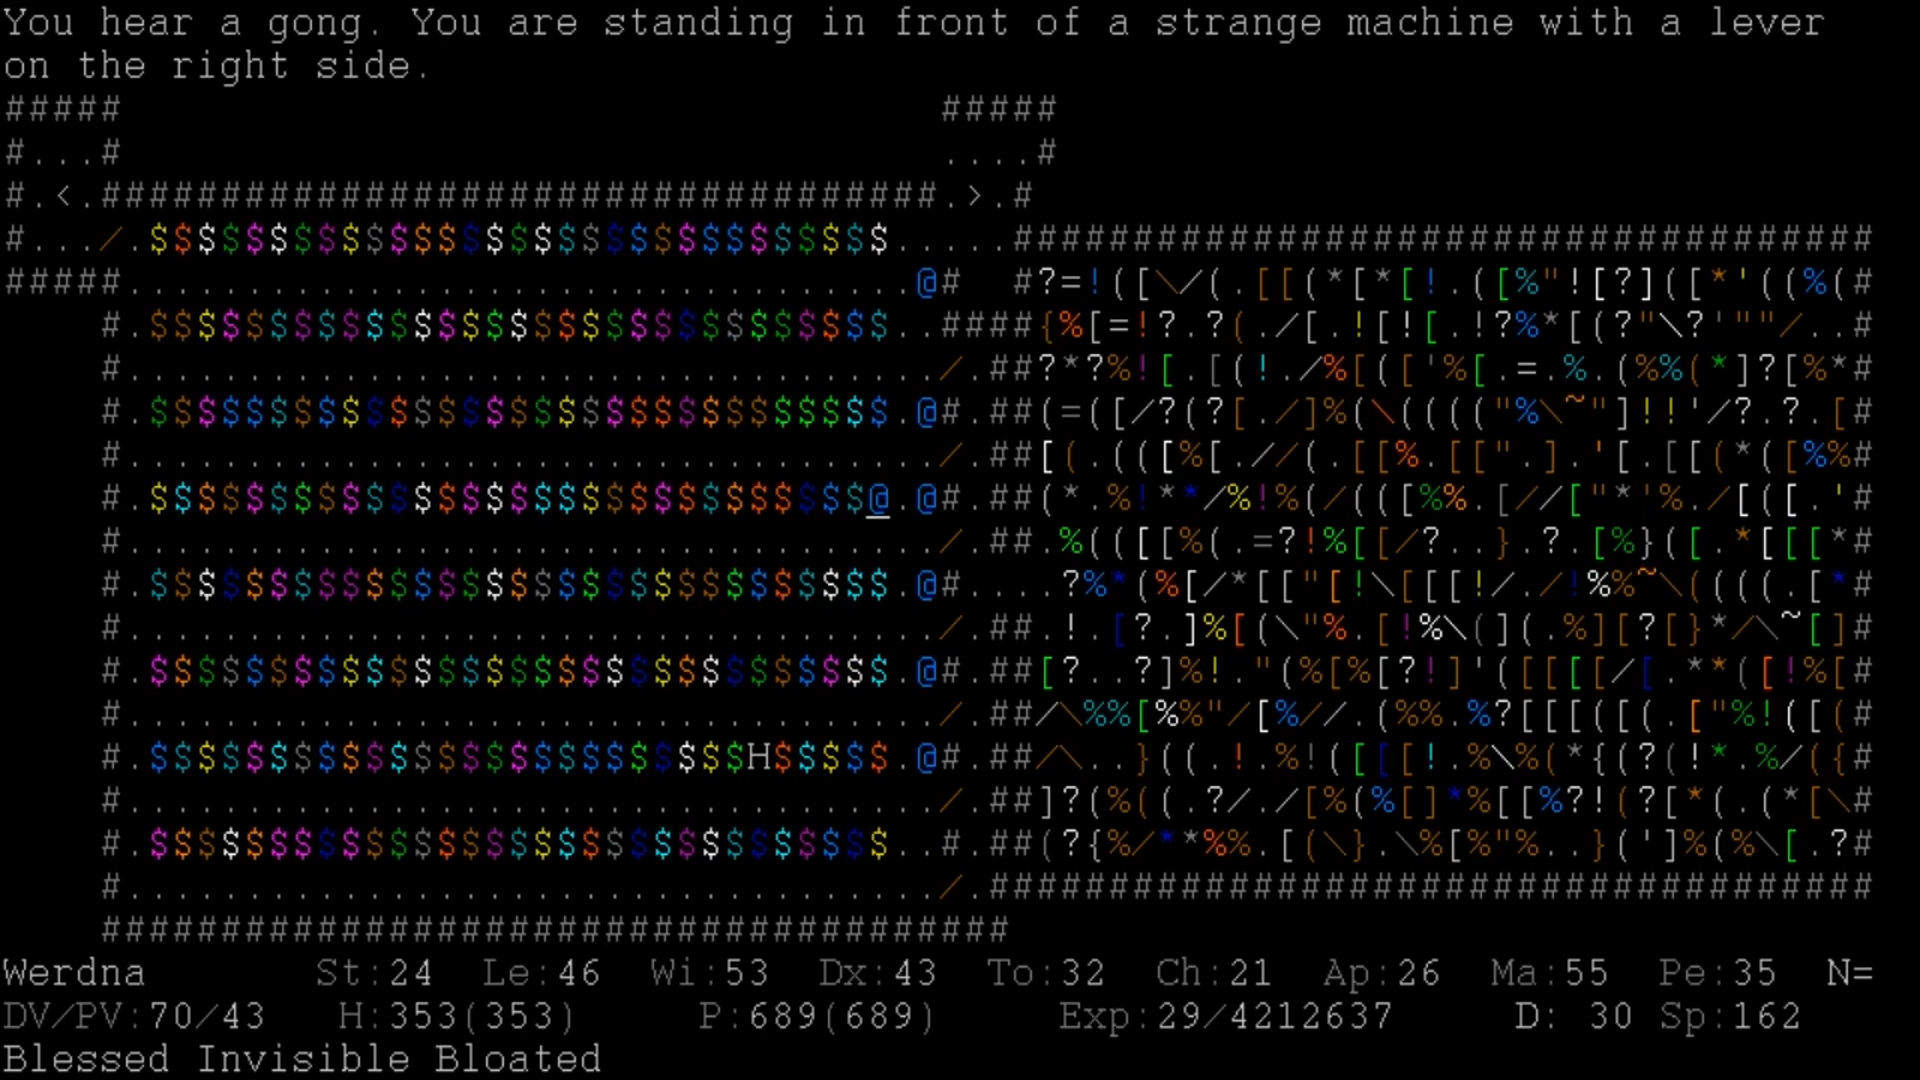 You hear a gong. You are standing in front of a strange machine with a lever
on the right side.
Werdna St:24 Le:46 Wi:53 Dx:43 To:32 Ch:21 Ap:26 Ma:55 Pe:35 N=
DV/PV:70/43 H:353(353) P:689(689) Exp:29/4212637 D: 30 Sp:162
Blessed Invisible Bloated